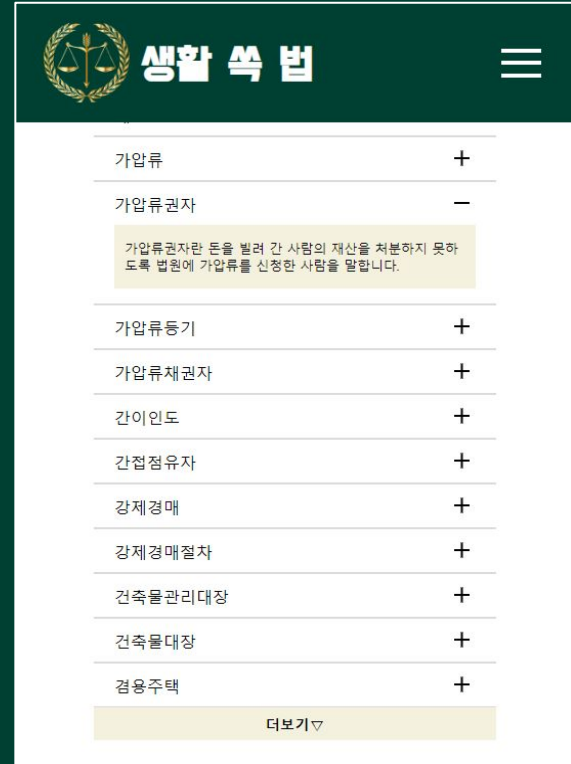 생활 쏙 법
가압류
가압류권자
가압류권자란 돈을 빌려 간 사람의 재산을 처분하지 못하
도록 법원에 가압류를 신청한 사람을 말합니다.
가압류등기
가압류채권자
간이인도
간접점유자
강제경매
강제경매절차
건축물관리대장
건축물대장
겸용주택
더보기▽